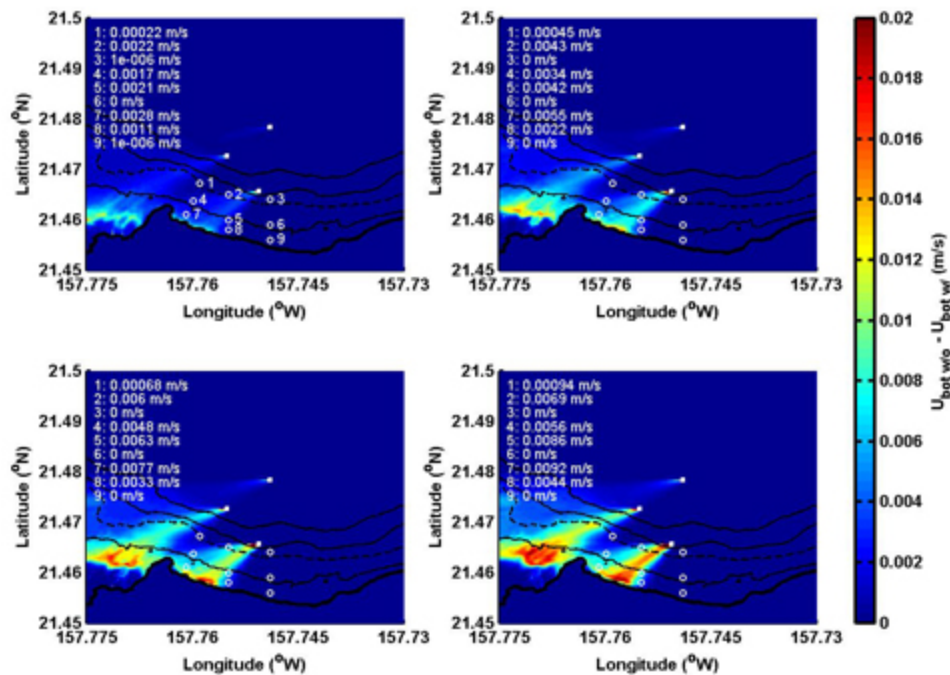 21.5
21.49
21.48
21.47
21.46
21.45
Latitude (°N)
1: 0.00022 m/s
2: 0.0022 m/s
3: 1e-006 m/s
4: 0.0017 m/s
5: 0.0021 m/s
6: 0 m/s
7: 0.0028 m/s
8: 0.0011 m/s
9: 1e-006 m/s
1
4 2 3
7
5 6
8
9
157.775 157.76 157.745 157.73
Longitude (°W)
21.5
21.49
21.48
21.47
21.46
21.45
Latitude (°N)
1: 0.00045 m/s
2: 0.0043 m/s
3: 0 m/s
4: 0.0034 m/s
5: 0.0042 m/s
6: 0 m/s
7: 0.0055 m/s
8: 0.0022 m/s
9: 0 m/s
157.775 157.76 157.745 157.73
Longitude (°W)
21.5
21.49
21.48
21.47
21.46
21.45
Latitude (°N)
1: 0.00068 m/s
2: 0.006 m/s
3: 0 m/s
4: 0.0048 m/s
5: 0.0063 m/s
6: 0 m/s
7: 0.0077 m/s
8: 0.0033 m/s
9: 0 m/s
157.775 157.76 157.745 157.73
Longitude (°W)
21.5
21.49
21.48
21.47
21.46
21.45
Latitude (°N)
1: 0.00094 m/s
2: 0.0069 m/s
3: 0 m/s
4: 0.0056 m/s
5: 0.0086 m/s
6: 0 m/s
7: 0.0092 m/s
8: 0.0044 m/s
9: 0 m/s
157.775 157.76 157.745 157.73
Longitude (°W)
0.02
0.018
0.016
0.014
0.012
0.01
0.008
0.006
0.004
0.002
0
U bot w/o - U bot w/ (m/s)